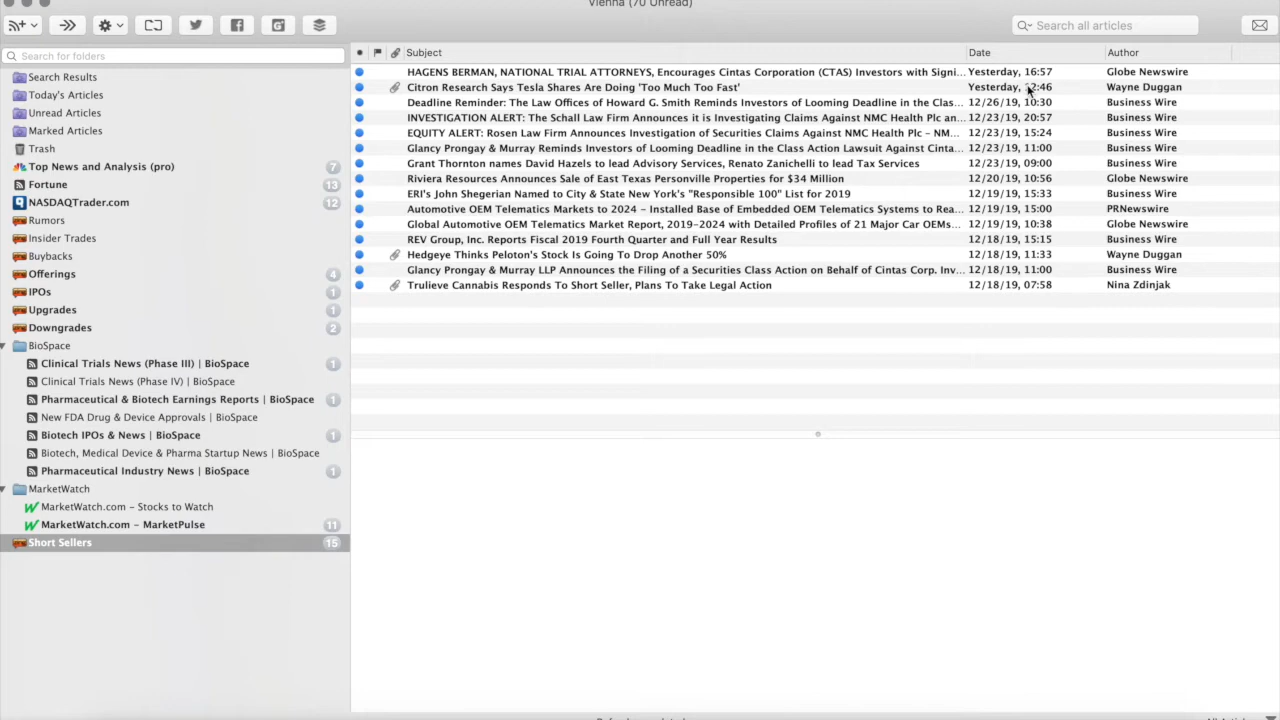 Vienna (70 Unread)
Search all articles
Search for folders
Subject Date Author
Search Results
Today's Articles
Unread Articles
Marked Articles
Trash
Top News and Analysis (pro) 7
Fortune 13
NASDAQTrader.com 12
Rumors
Insider Trades
Buybacks
Offerings 4
IPOs 1
Upgrades 1
Downgrades 2
BioSpace
Clinical Trials News (Phase III) | BioSpace 1
Clinical Trials News (Phase IV) | BioSpace
Pharmaceutical & Biotech Earnings Reports | BioSpace 1
New FDA Drug & Device Approvals | BioSpace
Biotech IPOs & News | BioSpace 1
Biotech, Medical Device & Pharma Startup News | BioSpace
Pharmaceutical Industry News | BioSpace 1
MarketWatch
MarketWatch.com - Stocks to Watch
MarketWatch.com - MarketPulse 11
Short Sellers 15
HAGENS BERMAN, NATIONAL TRIAL ATTORNEYS, Encourages Cintas Corporation (CTAS) Investors with Signi... Yesterday, 16:57 Globe Newswire
Citron Research Says Tesla Shares Are Doing 'Too Much Too Fast' Yesterday, :46 Wayne Duggan
Deadline Reminder: The Law Offices of Howard G. Smith Reminds Investors of Looming Deadline in the Clas... 12/26/19, 10:30 Business Wire
INVESTIGATION ALERT: The Schall Law Firm Announces it is Investigating Claims Against NMC Health Plc an... 12/23/19, 20:57 Business Wire
EQUITY ALERT: Rosen Law Firm Announces Investigation of Securities Claims Against NMC Health Plc – NM... 12/23/19, 15:24 Business Wire
Glancy Prongay & Murray Reminds Investors of Looming Deadline in the Class Action Lawsuit Against Cinta... 12/23/19, 11:00 Business Wire
Grant Thornton names David Hazels to lead Advisory Services, Renato Zanichelli to lead Tax Services 12/23/19, 09:00 Business Wire
Riviera Resources Announces Sale of East Texas Personville Properties for $34 Million 12/20/19, 10:56 Globe Newswire
ERI's John Shegerian Named to City & State New York's "Responsible 100" List for 2019 12/19/19, 15:33 Business Wire
Automotive OEM Telematics Markets to 2024 – Installed Base of Embedded OEM Telematics Systems to Rea... 12/19/19, 15:00 PRNewswire
Global Automotive OEM Telematics Market Report, 2019-2024 with Detailed Profiles of 21 Major Car OEMs... 12/19/19, 10:38 Globe Newswire
REV Group, Inc. Reports Fiscal 2019 Fourth Quarter and Full Year Results 12/18/19, 15:15 Business Wire
Hedgeye Thinks Peloton's Stock Is Going To Drop Another 50% 12/18/19, 11:33 Wayne Duggan
Glancy Prongay & Murray LLP Announces the Filing of a Securities Class Action on Behalf of Cintas Corp. Inv... 12/18/19, 11:00 Business Wire
Trulieve Cannabis Responds To Short Seller, Plans To Take Legal Action 12/18/19, 07:58 Nina Zdinjak